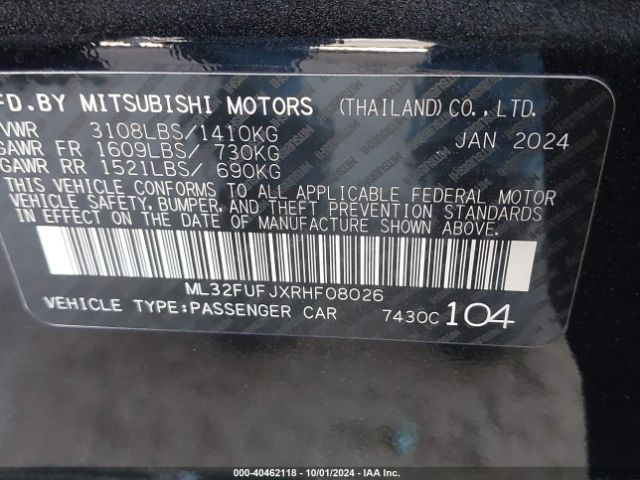 FD.BY MITSUBISHI MOTORS (THAILAND)CO.,LTD.
VWR 3108LBS/1410KG JAN 2024
GAWR FR 1609LBS/ 730KG
GAWR RR 1521LBS/ 690KG
THIS VEHICLE CONFORMS TO ALL APPLICABLE FEDERAL MOTOR
VEHICLE SAFETY, BUMPER, AND THEFT PREVENTION STANDARDS
IN EFFECT ON THE DATE OF MANUFACTURE SHOWN ABOVE.
ML32FUFJXRHF08026
VEHICLE TYPE:PASSENGER CAR 7430C 104
000-40462118 - 10/01/2024 - IAA Inc.